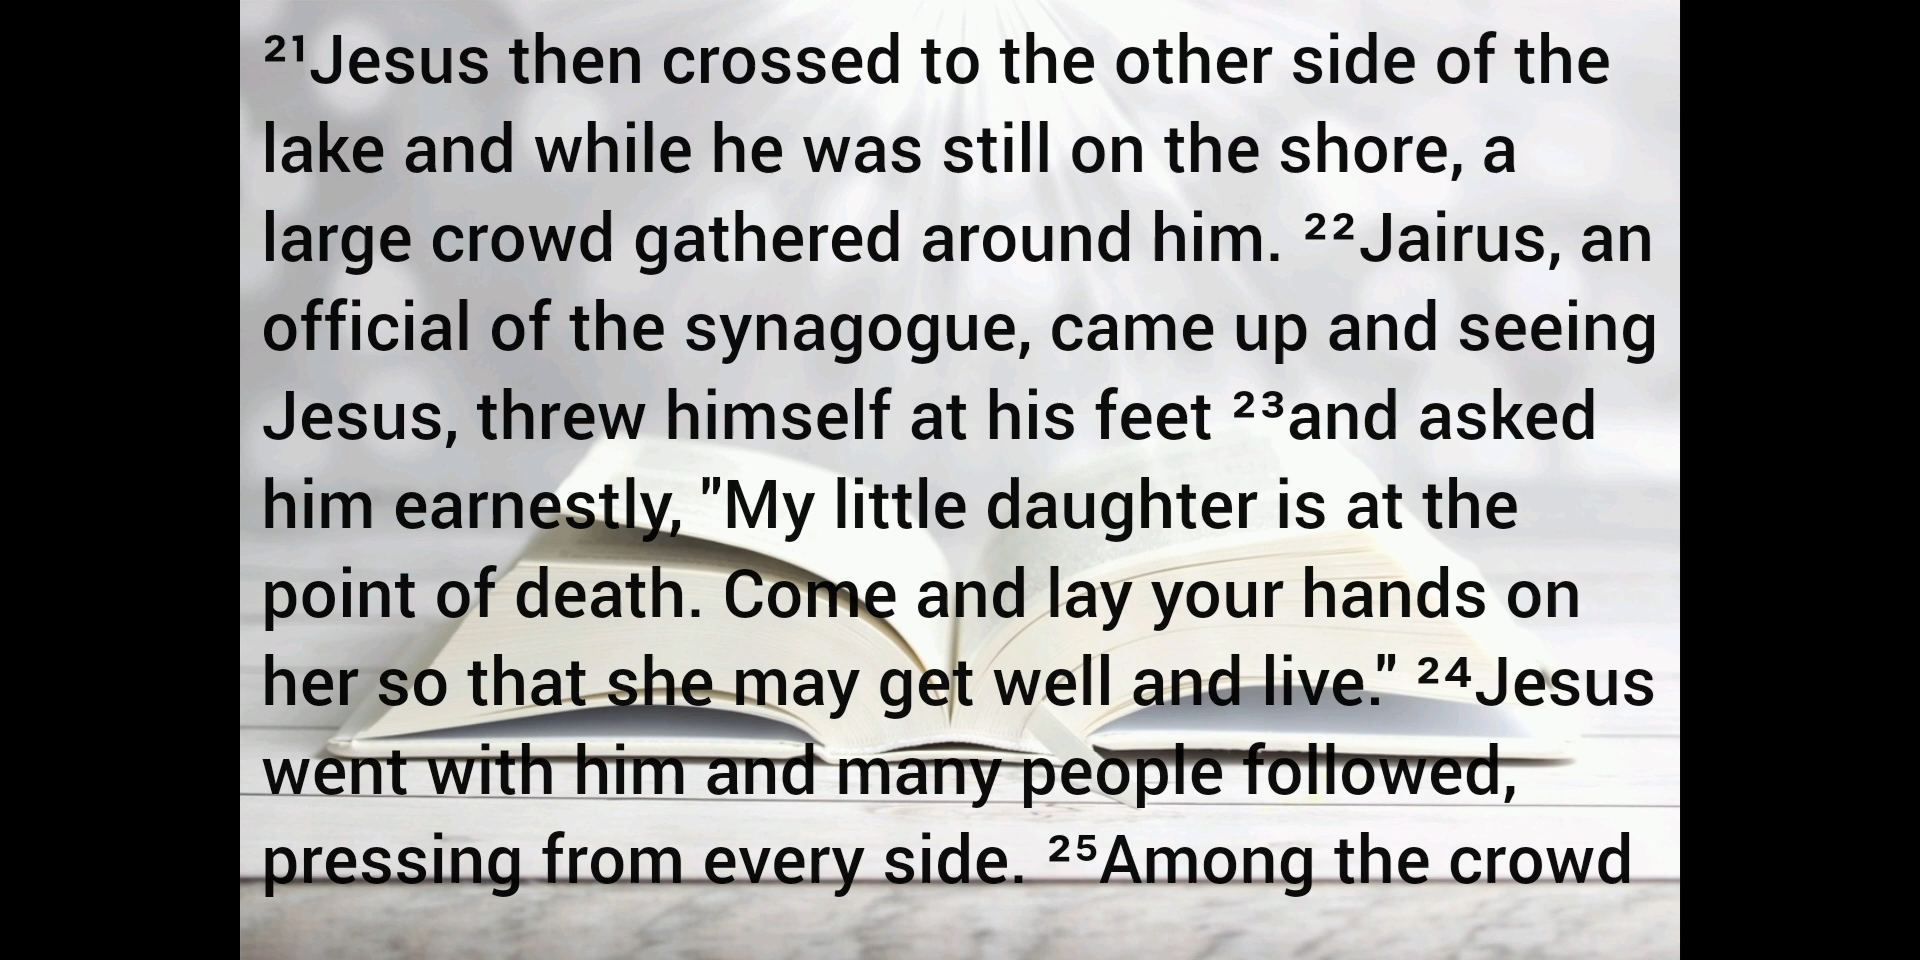 ²¹Jesus then crossed to the other side of the
lake and while he was still on the shore, a
large crowd gathered around him. ²²Jairus, an
official of the synagogue, came up and seeing
Jesus, threw himself at his feet ²³and asked
him earnestly, "My little daughter is at the
point of death. Come and lay your hands on
her so that she may get well and live." ²⁴Jesus
went with him and many people followed,
pressing from every side. ²⁵Among the crowd